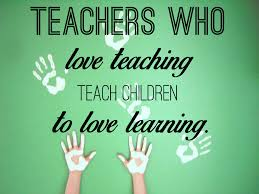 TEACHERS WHO
love teaching
TEACH CHILDREN
to love learning.